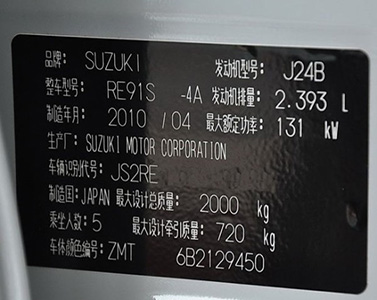 品牌: SUZUKI 发动机型号: J24B
整车型号: RE91S -4A 发动机排量: 2.393 L
制造年月: 2010 /04 最大额定功率: 131 kW
生产厂: SUZUKI MOTOR CORPORATION
车辆识别代号: JS2RE
制造国: JAPAN 最大设计总质量: 2000 kg
乘坐人数: 5 最大设计牵引质量: 720 kg
车体颜色编号: ZMT 6B2129450